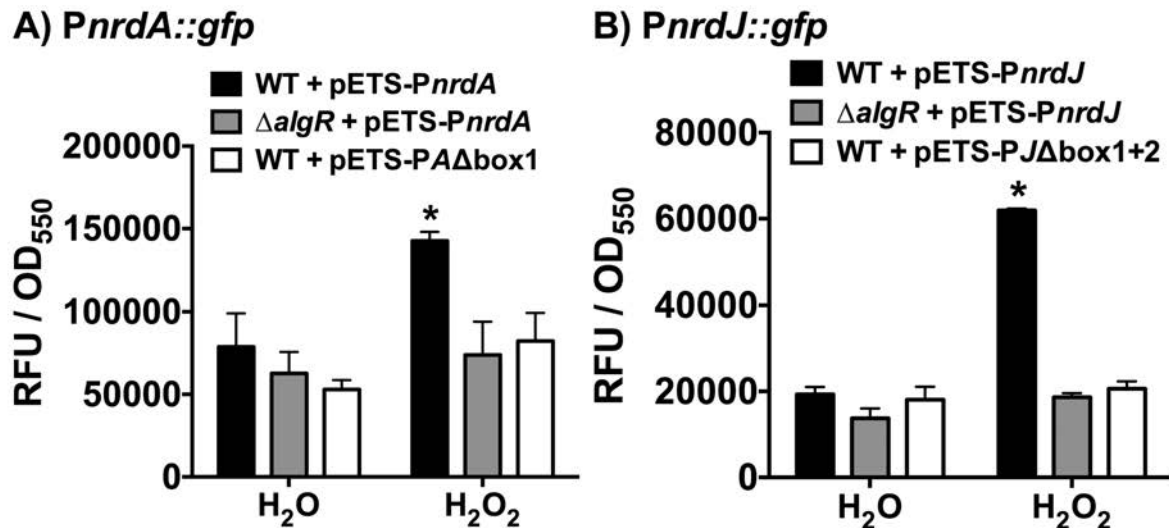 A) PnrdA::gfp
WT + pETS-PnrdA
ΔalgR + pETS-PnrdA
WT + pETS-PAΔbox1
RFU / OD₅₅₀
200000
150000
100000
50000
0
*
H₂O
H₂O₂
B) PnrdJ::gfp
WT + pETS-PnrdJ
ΔalgR + pETS-PnrdJ
WT + pETS-PJΔbox1+2
RFU / OD₅₅₀
80000
60000
40000
20000
0
*
H₂O
H₂O₂